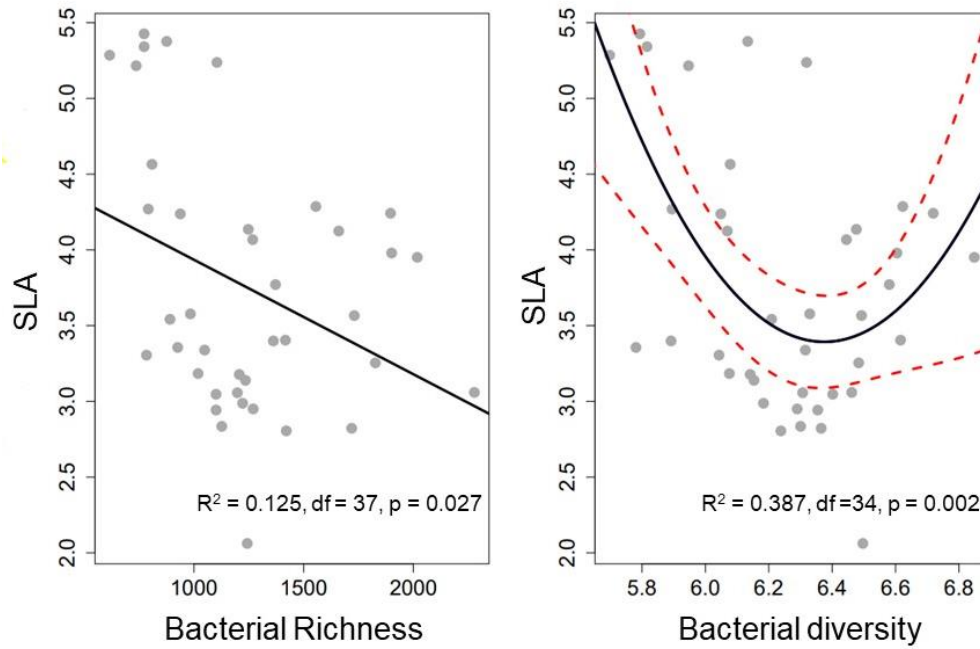 SLA
5.5
5.0
4.5
4.0
3.5
3.0
2.5
2.0
R² = 0.125, df = 37, p = 0.027
1000 1500 2000
Bacterial Richness
SLA
5.5
5.0
4.5
4.0
3.5
3.0
2.5
2.0
R² = 0.387, df =34, p = 0.002
5.8 6.0 6.2 6.4 6.6 6.8
Bacterial diversity